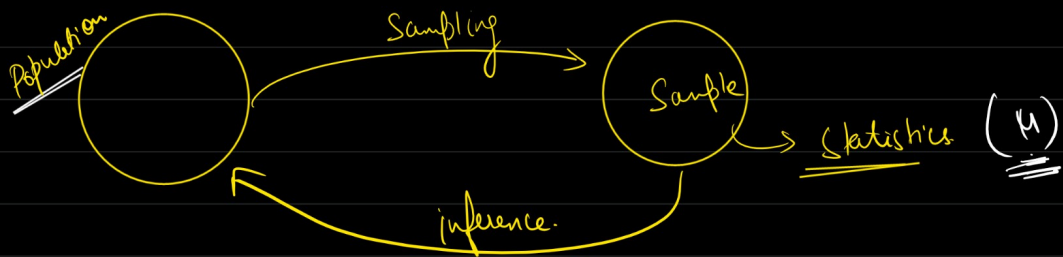 Population
Sampling
Sample
Statistics (μ)
inference.